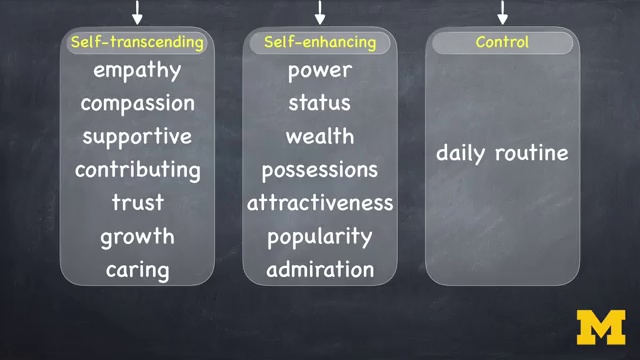 Self-transcending
empathy
compassion
supportive
contributing
trust
growth
caring
Self-enhancing
power
status
wealth
possessions
attractiveness
popularity
admiration
Control
daily routine
M